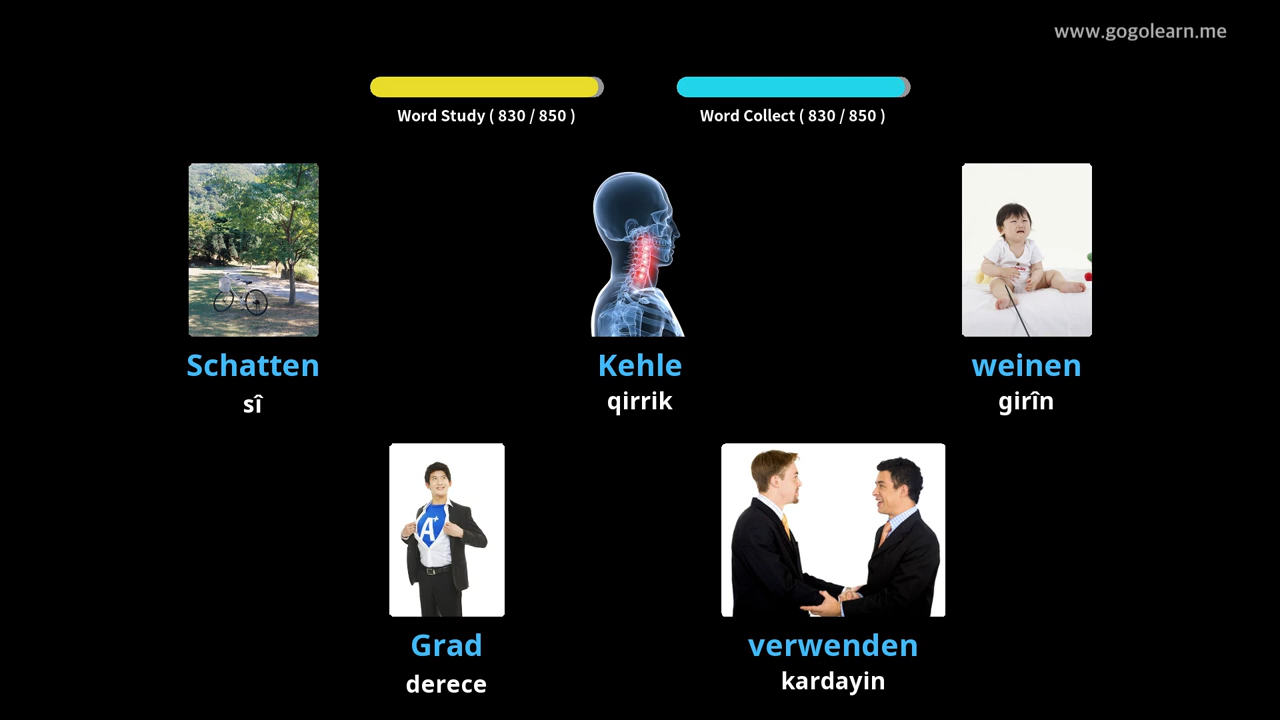 www.gogolearn.me
Word Study ( 830 / 850 )
Word Collect ( 830 / 850 )
Schatten
sî
Kehle
qirrik
weinen
girîn
A+
Grad
derece
verwenden
kardayin